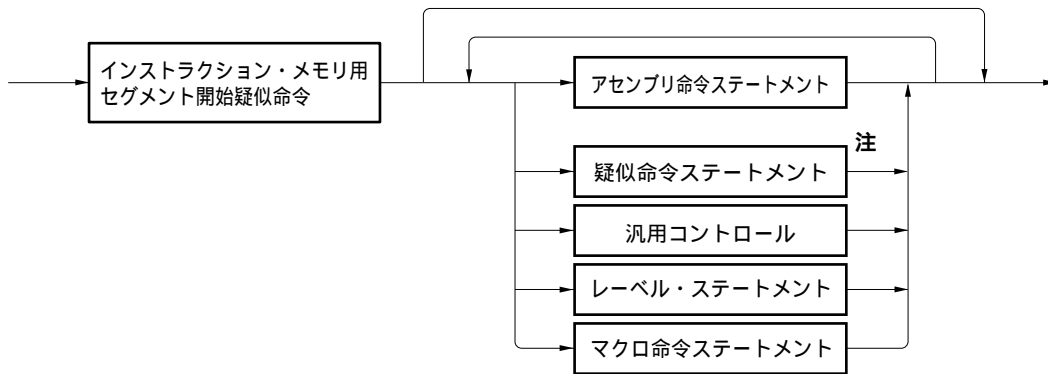 インストラクション・メモリ用
セグメント開始疑似命令
アセンブリ命令ステートメント
注
疑似命令ステートメント
汎用コントロール
レーベル・ステートメント
マクロ命令ステートメント